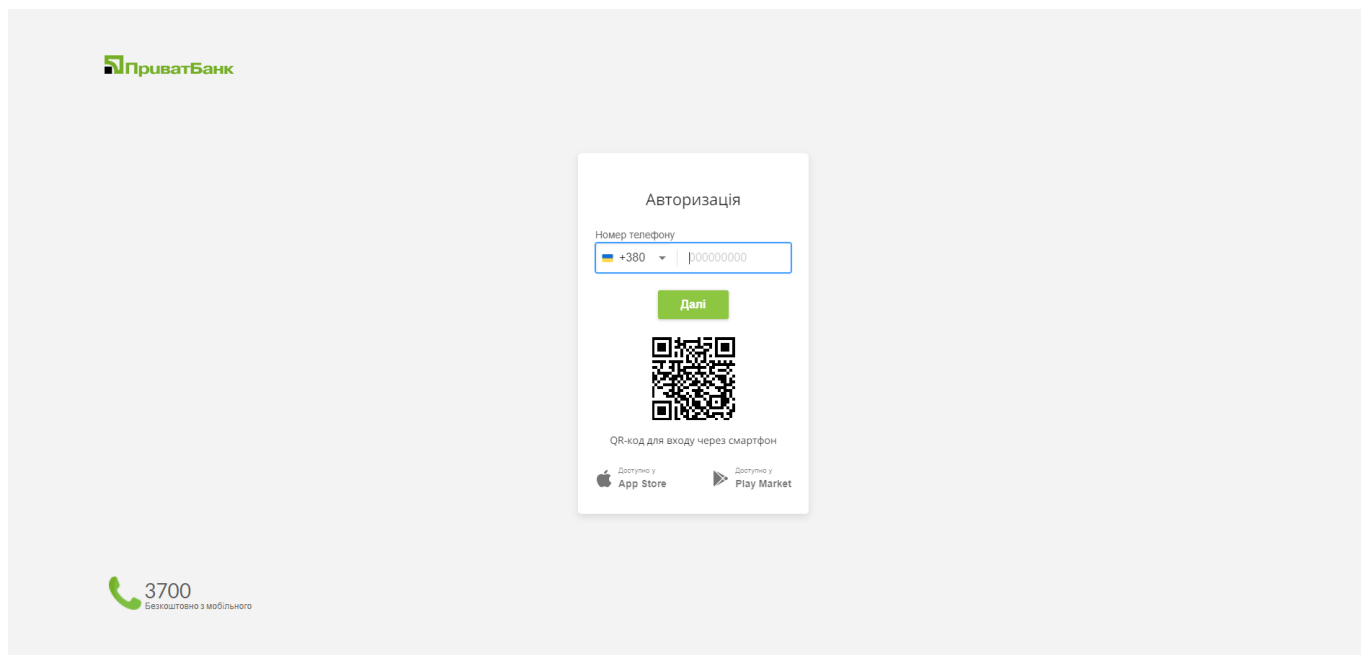 ПриватБанк
Авторизація
Номер телефону
+380 000000000
Далі
QR-код для входу через смартфон
Доступно у
App Store
Доступно у
Play Market
3700
Безкоштовно з мобільного